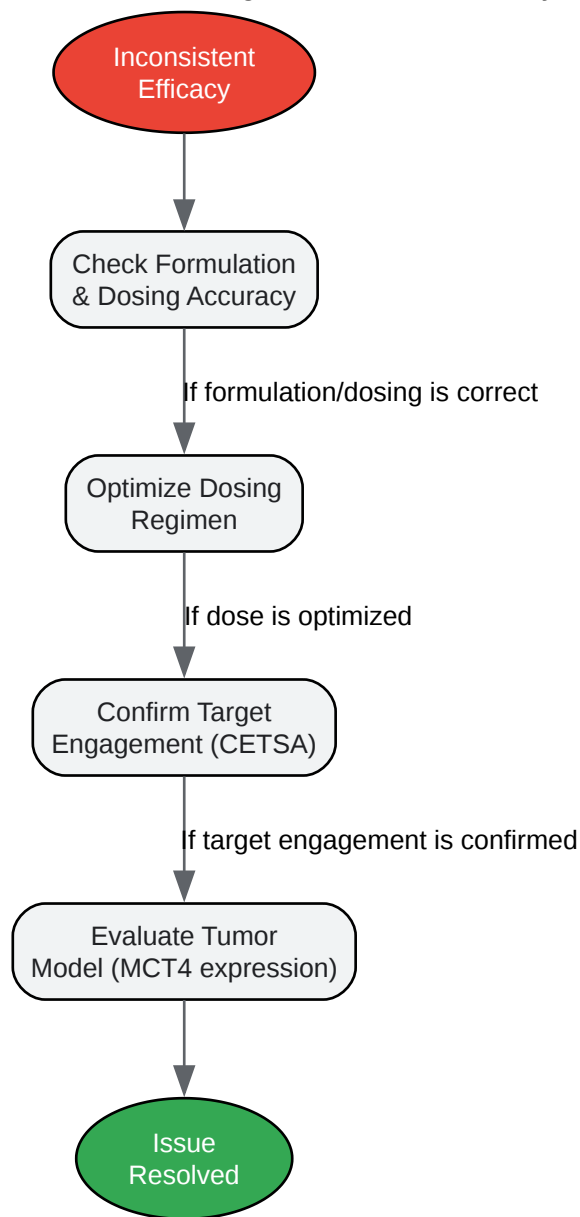 Inconsistent
Efficacy
Check Formulation
& Dosing Accuracy
If formulation/dosing is correct
Optimize Dosing
Regimen
If dose is optimized
Confirm Target
Engagement (CETSA)
If target engagement is confirmed
Evaluate Tumor
Model (MCT4 expression)
Issue
Resolved